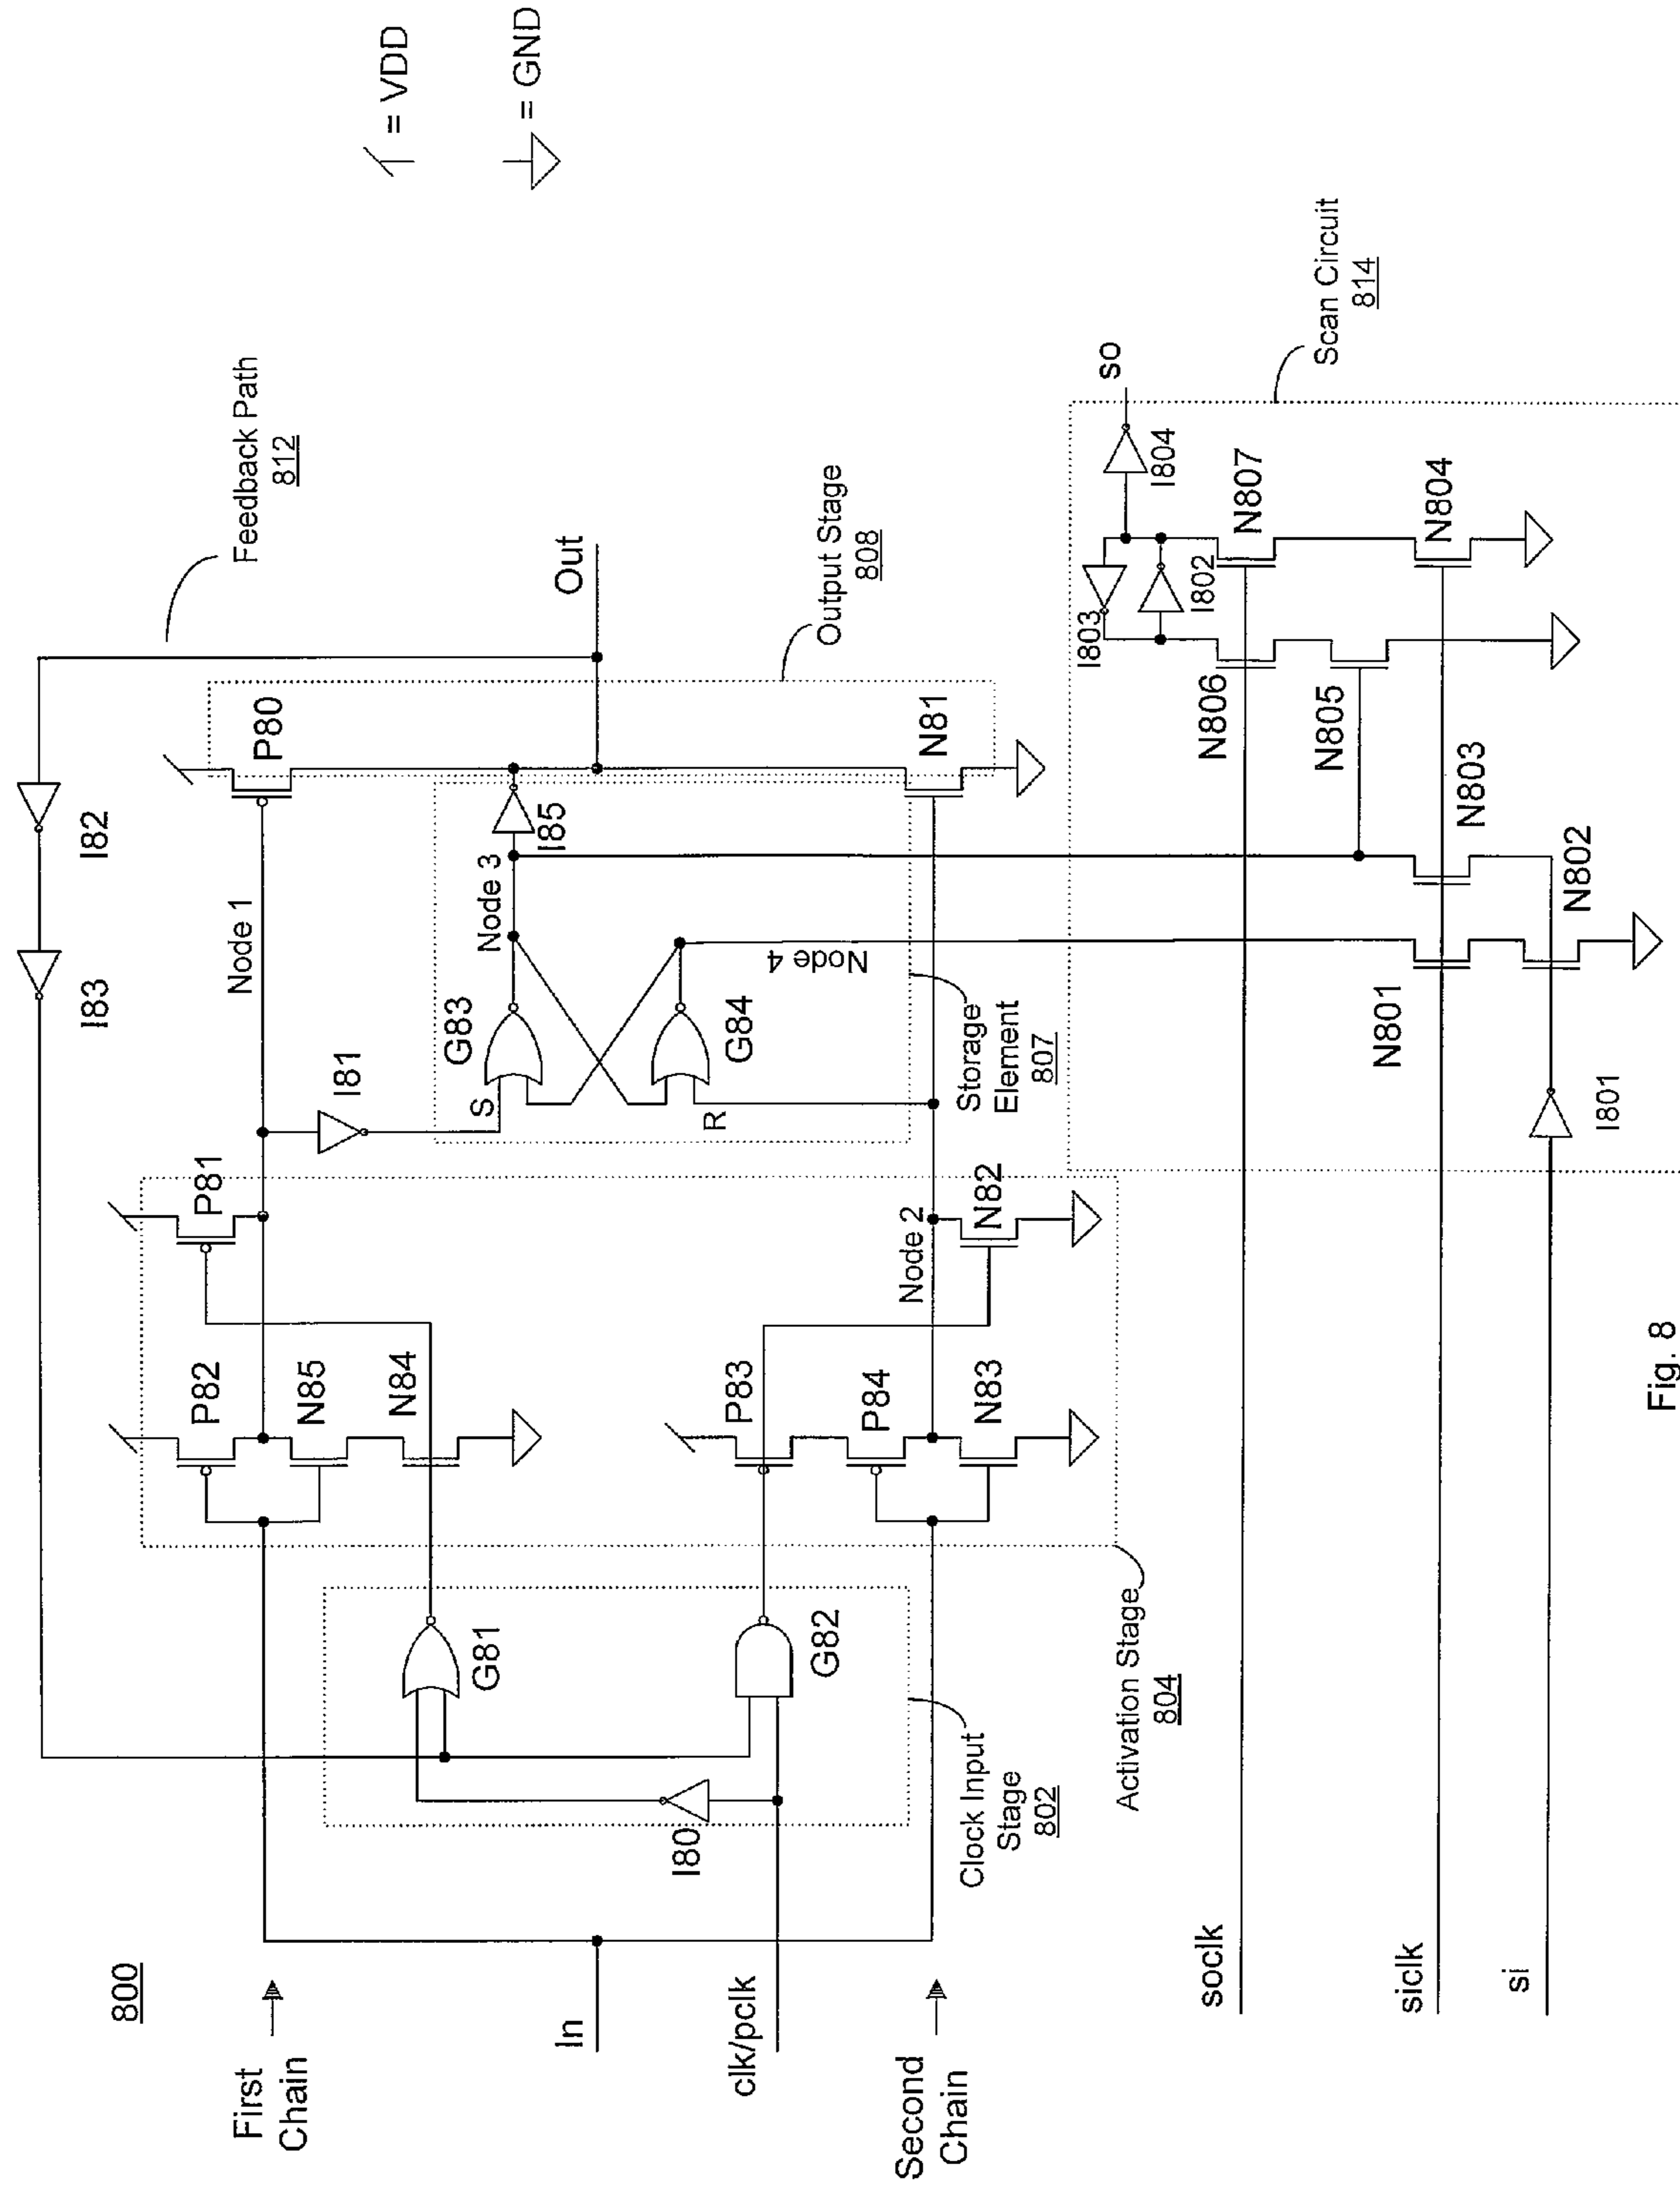 800
First
Chain
In
clk/pclk
Second
Chain
I80
Clock Input
Stage
802
G81
G82
Activation Stage
804
P82
N85
N84
P81
P83
P84
N83
Node 2
N82
Node 1
I81
S
R
G83
G84
Node 3
Node 4
I85
Storage
Element
807
I83
I82
P80
N81
Out
Output Stage
808
Feedback Path
812
= VDD
= GND
soclk
siclk
si
I801
N801
N802
N803
N805
N806
I803
I802
N807
N804
I804
so
Scan Circuit
814
Fig. 8